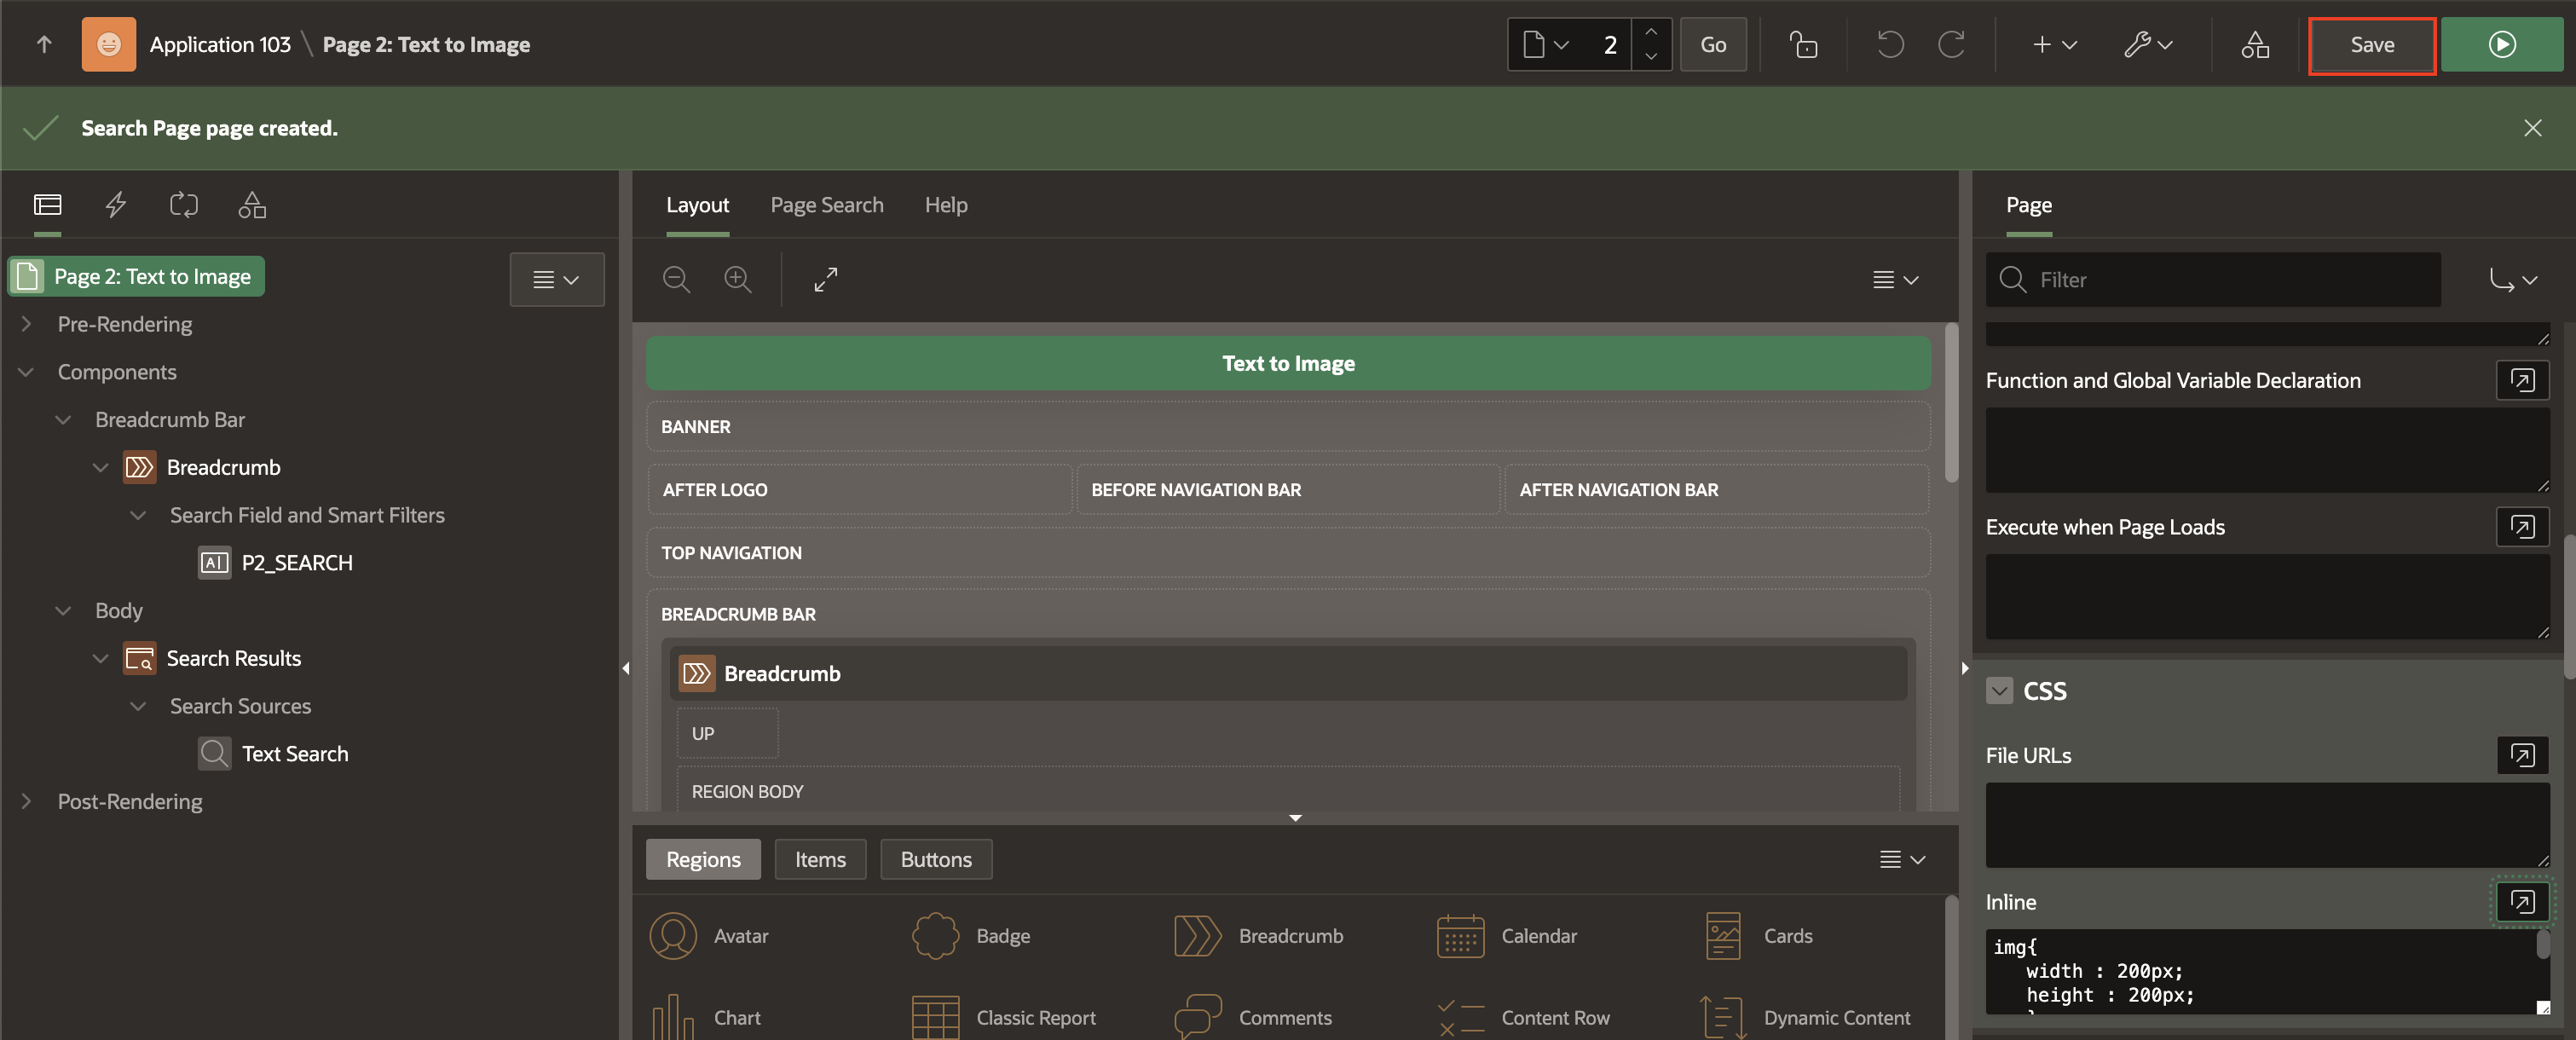 Application 103 \ Page 2: Text to Image
2
Go
Save
Search Page page created.
Layout
Page Search
Help
Page
Page 2: Text to Image
Filter
Pre-Rendering
Components
Breadcrumb Bar
Breadcrumb
Search Field and Smart Filters
P2_SEARCH
Body
Search Results
Search Sources
Text Search
Post-Rendering
Text to Image
BANNER
AFTER LOGO
BEFORE NAVIGATION BAR
AFTER NAVIGATION BAR
TOP NAVIGATION
BREADCRUMB BAR
Breadcrumb
UP
REGION BODY
Regions
Items
Buttons
Avatar
Badge
Breadcrumb
Calendar
Cards
Chart
Classic Report
Comments
Content Row
Dynamic Content
Function and Global Variable Declaration
Execute when Page Loads
CSS
File URLs
Inline
img{
width : 200px;
height : 200px;